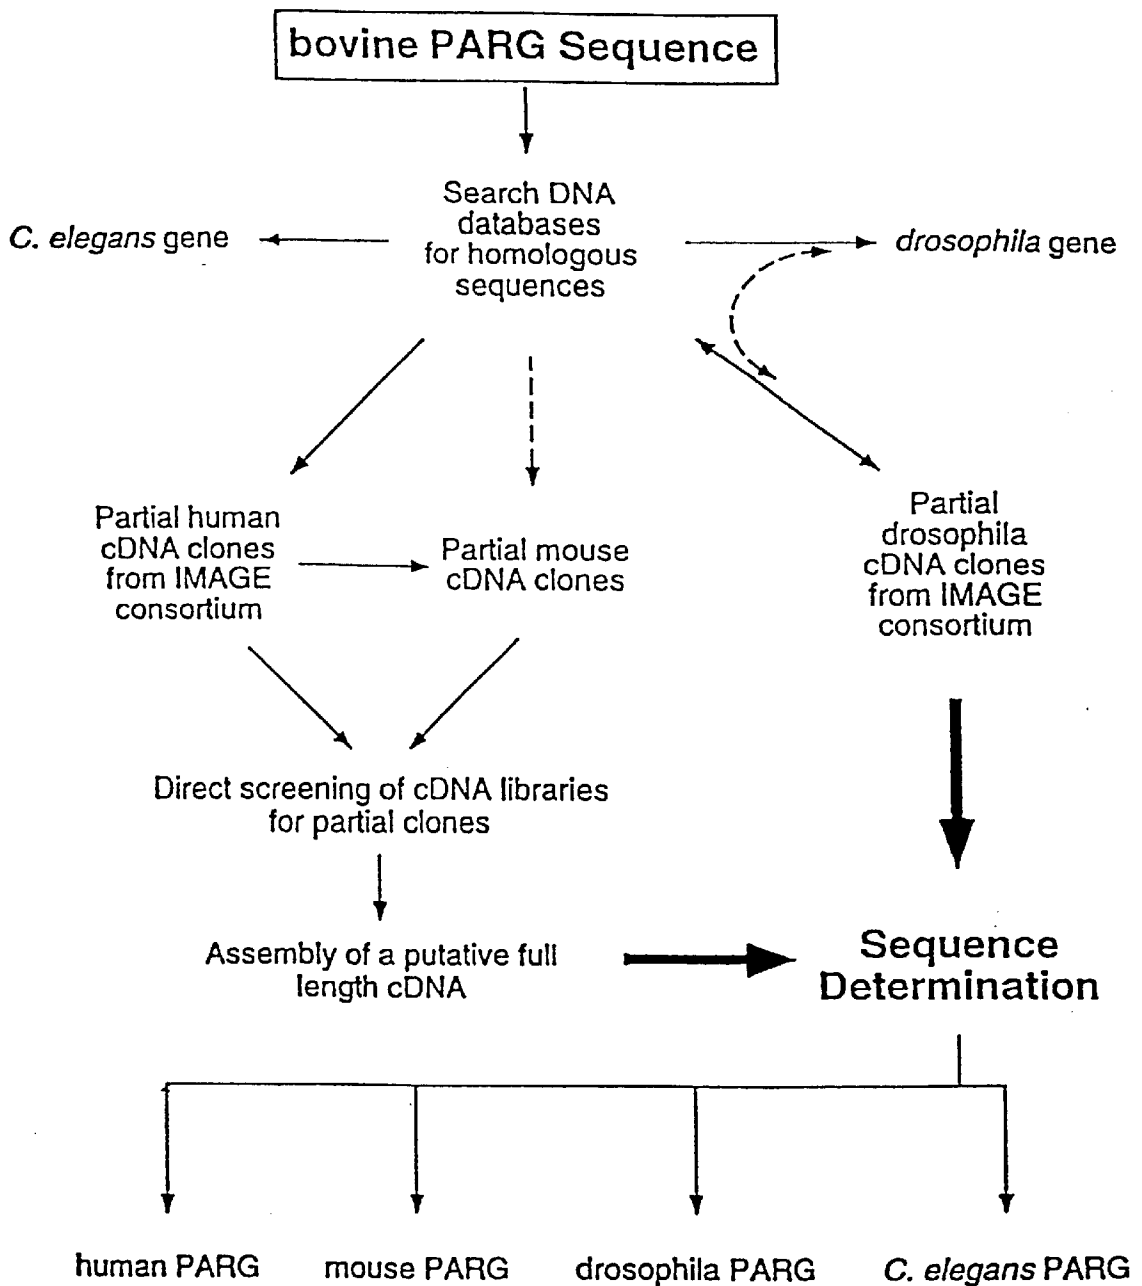 bovine PARG Sequence
Search DNA
databases
for homologous
sequences
C. elegans gene
drosophila gene
Partial human
cDNA clones
from IMAGE
consortium
Partial mouse
cDNA clones
Partial
drosophila
cDNA clones
from IMAGE
consortium
Direct screening of cDNA libraries
for partial clones
Assembly of a putative full
length cDNA
Sequence
Determination
human PARG
mouse PARG
drosophila PARG
C. elegans PARG